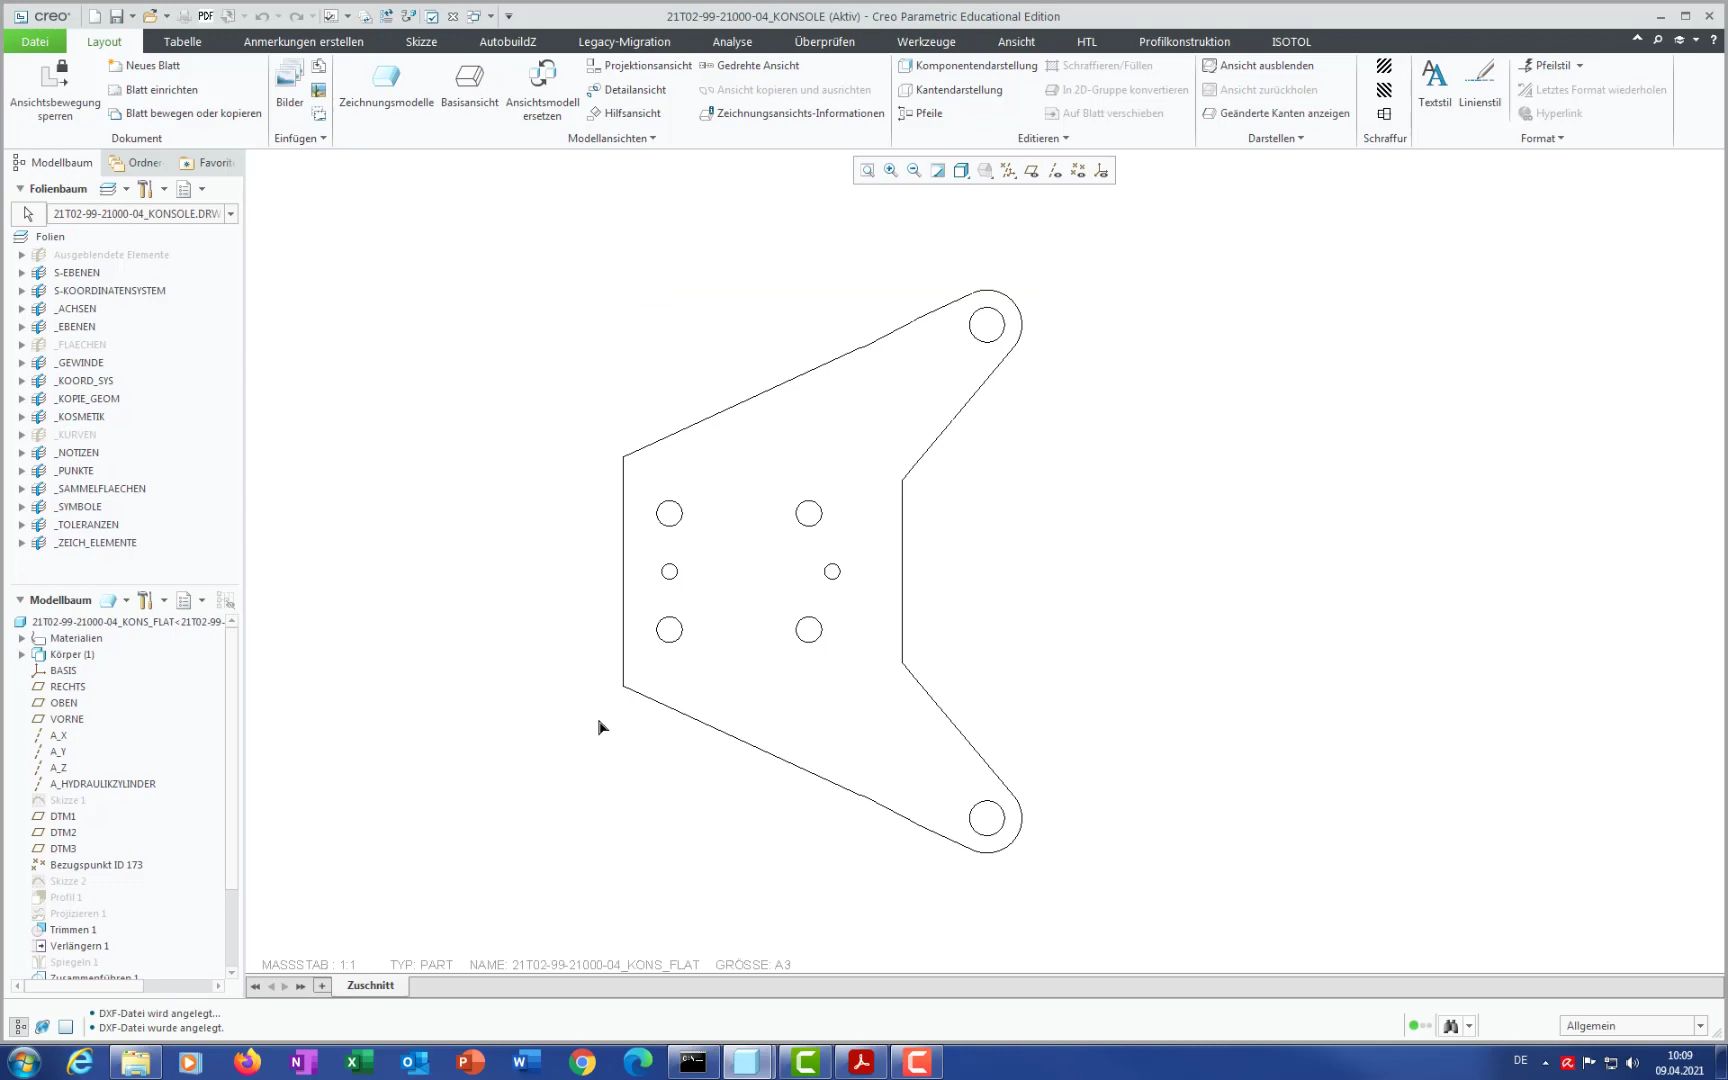 creo
PDF
21T02-99-21000-04_KONSOLE (Aktiv) - Creo Parametric Educational Edition
Datei Layout Tabelle Anmerkungen erstellen Skizze AutobuildZ Legacy-Migration Analyse Überprüfen Werkzeuge Ansicht HTL Profilkonstruktion ISOTOL
Ansichtsbewegung sperren
Neues Blatt
Blatt einrichten
Blatt bewegen oder kopieren
Dokument
Bilder
Einfügen
Zeichnungsmodelle
Basisansicht
Ansichtsmodell ersetzen
Projektionsansicht
Detailansicht
Hilfsansicht
Gedrehte Ansicht
Ansicht kopieren und ausrichten
Zeichnungsansichts-Informationen
Modellansichten
Komponentendarstellung
Kantendarstellung
Pfeile
Schraffieren/Füllen
In 2D-Gruppe konvertieren
Auf Blatt verschieben
Editieren
Ansicht ausblenden
Ansicht zurückholen
Geänderte Kanten anzeigen
Darstellen
Schraffur
Textstil
Linienstil
Pfeilstil
Letztes Format wiederholen
Hyperlink
Format
Modellbaum Ordner Favorit
Folienbaum
21T02-99-21000-04_KONSOLE.DRW
Folien
Ausgeblendete Elemente
S-EBENEN
S-KOORDINATENSYSTEM
_ACHSEN
_EBENEN
_FLAECHEN
_GEWINDE
_KOORD_SYS
_KOPIE_GEOM
_KOSMETIK
_KURVEN
_NOTIZEN
_PUNKTE
_SAMMELFLAECHEN
_SYMBOLE
_TOLERANZEN
_ZEICH_ELEMENTE
Modellbaum
21T02-99-21000-04_KONS_FLAT<21T02-99-
Materialien
Körper (1)
BASIS
RECHTS
OBEN
VORNE
A_X
A_Y
A_Z
A_HYDRAULIKZYLINDER
Skizze 1
DTM1
DTM2
DTM3
Bezugspunkt ID 173
Skizze 2
Profil 1
Projizieren 1
Trimmen 1
Verlängern 1
Spiegeln 1
Zusammenführen 1
MASSSTAB : 1:1 TYP: PART NAME: 21T02-99-21000-04_KONS_FLAT GRÖSSE: A3
Zuschnitt
DXF-Datei wird angelegt...
DXF-Datei wurde angelegt.
Allgemein
DE
10:09
09.04.2021